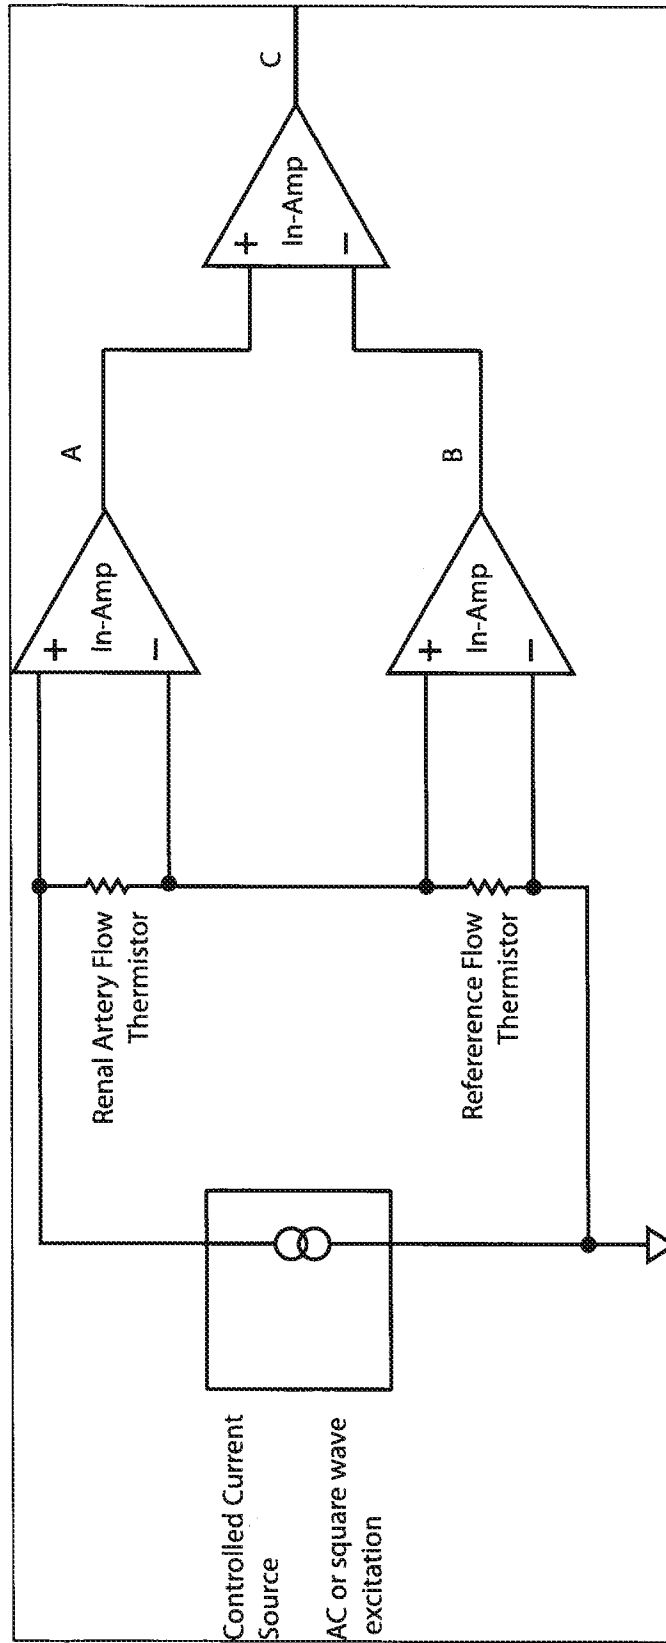 Controlled Current
Source
AC or square wave
excitation
Renal Artery Flow
Thermistor
Refererence Flow
Thermistor
+
In-Amp
−
A
+
In-Amp
−
B
+
In-Amp
−
C